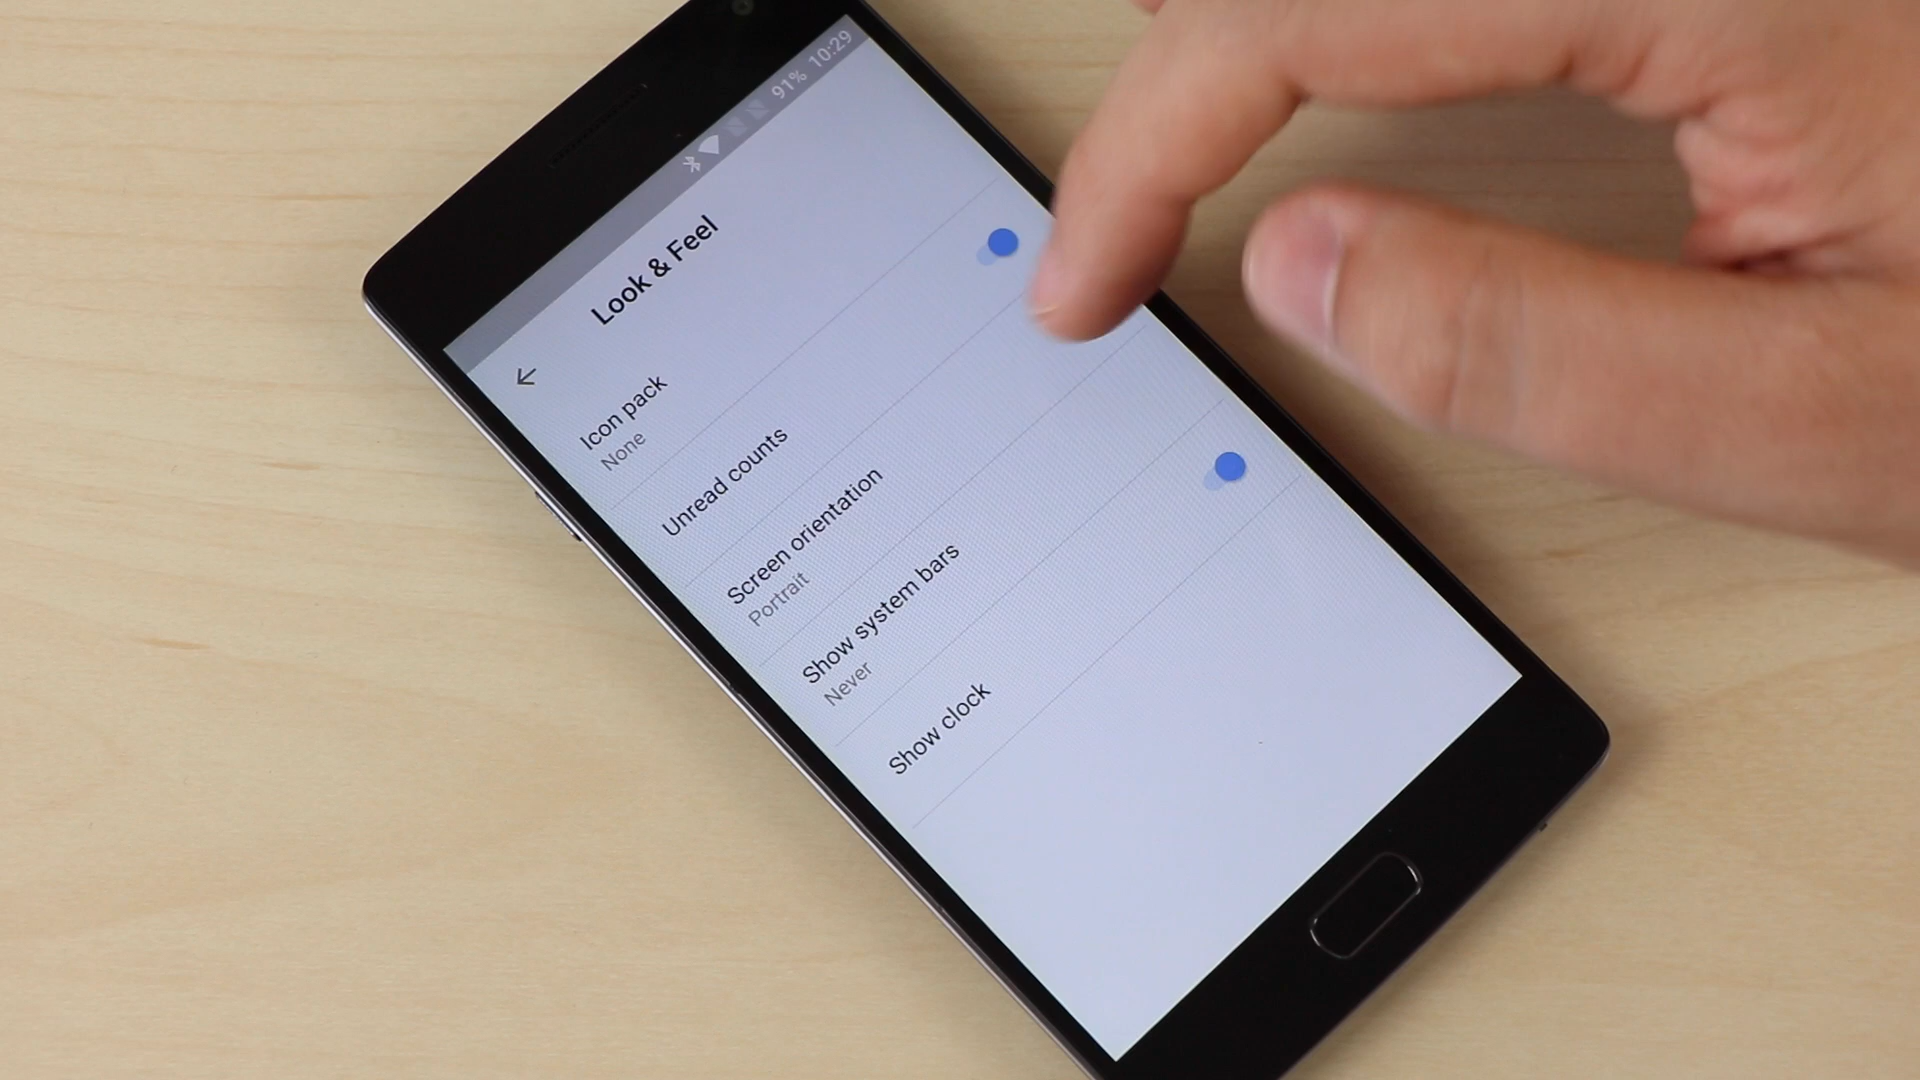 91% 10:29
Look & Feel
Icon pack
None
Unread counts
Screen orientation
Portrait
Show system bars
Never
Show clock